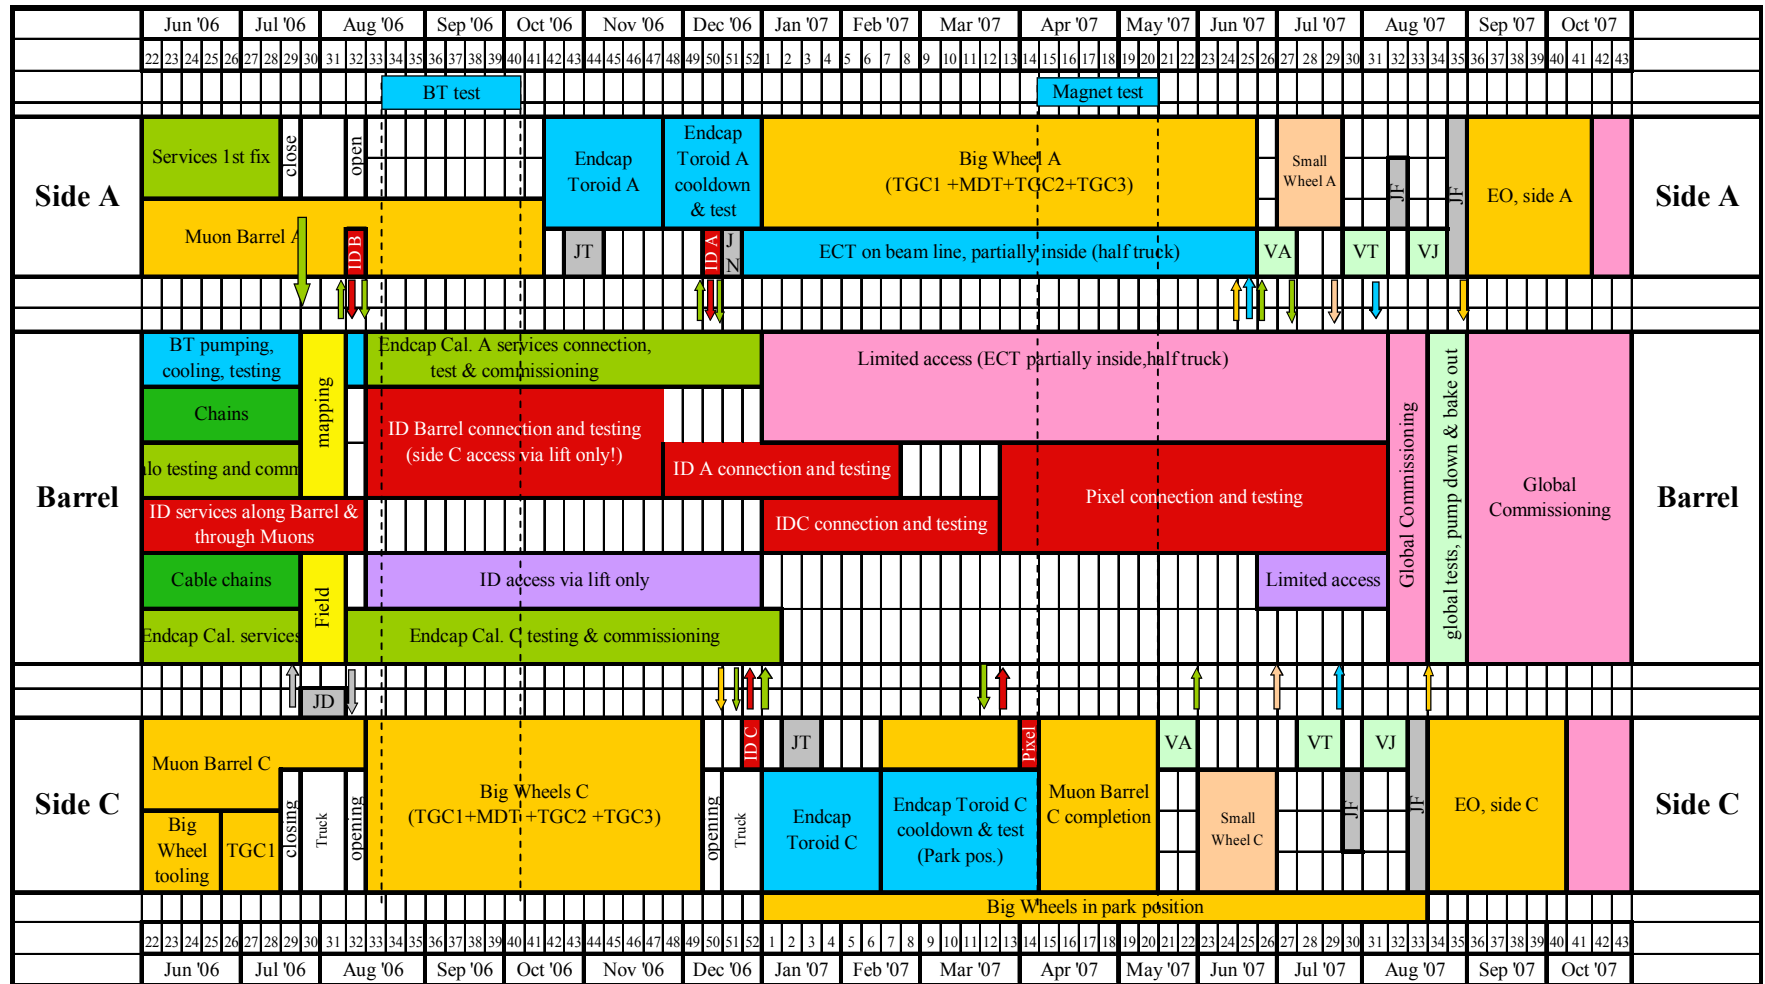 Jun '06 Jul '06 Aug '06 Sep '06 Oct '06 Nov '06 Dec '06 Jan '07 Feb '07 Mar '07 Apr '07 May '07 Jun '07 Jul '07 Aug '07 Sep '07 Oct '07
22 23 24 25 26 27 28 29 30 31 32 33 34 35 36 37 38 39 40 41 42 43 44 45 46 47 48 49 50 51 52 1 2 3 4 5 6 7 8 9 10 11 12 13 14 15 16 17 18 19 20 21 22 23 24 25 26 27 28 29 30 31 32 33 34 35 36 37 38 39 40 41 42 43
BT test
Magnet test
Side A
Services 1st fix
close
open
Endcap
Toroid A
Endcap
Toroid A
cooldown
& test
Big Wheel A
(TGC1 +MDT+TGC2+TGC3)
Small
Wheel A
JF
JF
EO, side A
Side A
Muon Barrel A
ID B
JT
ID A
J
N
ECT on beam line, partially inside (half truck)
VA
VT
VJ
Barrel
BT pumping,
cooling, testing
mapping
Endcap Cal. A services connection,
test & commissioning
Limited access (ECT partially inside,half truck)
Global Commissioning
global tests, pump down & bake out
Global
Commissioning
Barrel
Chains
ID Barrel connection and testing
(side C access via lift only!)
alo testing and comm
ID A connection and testing
Pixel connection and testing
ID services along Barrel &
through Muons
IDC connection and testing
Cable chains
Field
ID access via lift only
Limited access
Endcap Cal. services
Endcap Cal. C testing & commissioning
JD
Side C
Muon Barrel C
Big Wheels C
(TGC1+MDT+TGC2 +TGC3)
ID C
JT
Pixel
VA
VT
VJ
Side C
Big
Wheel
tooling
TGC1
closing
Truck
opening
opening
Truck
Endcap
Toroid C
Endcap Toroid C
cooldown & test
(Park pos.)
Muon Barrel
C completion
Small
Wheel C
JF
JF
EO, side C
Big Wheels in park position
22 23 24 25 26 27 28 29 30 31 32 33 34 35 36 37 38 39 40 41 42 43 44 45 46 47 48 49 50 51 52 1 2 3 4 5 6 7 8 9 10 11 12 13 14 15 16 17 18 19 20 21 22 23 24 25 26 27 28 29 30 31 32 33 34 35 36 37 38 39 40 41 42 43
Jun '06 Jul '06 Aug '06 Sep '06 Oct '06 Nov '06 Dec '06 Jan '07 Feb '07 Mar '07 Apr '07 May '07 Jun '07 Jul '07 Aug '07 Sep '07 Oct '07